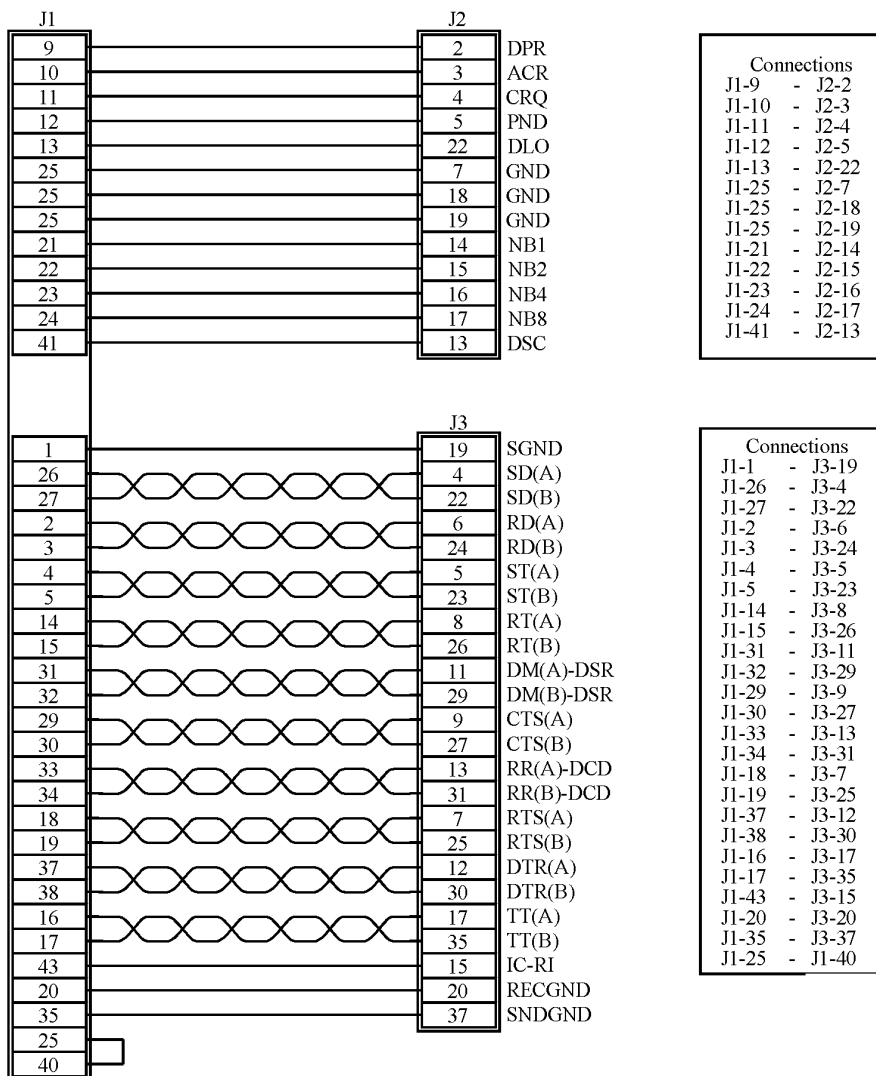 J1 J2
9 2 DPR
10 3 ACR
11 4 CRQ
12 5 PND
13 22 DLO
25 7 GND
25 18 GND
25 19 GND
21 14 NB1
22 15 NB2
23 16 NB4
24 17 NB8
41 13 DSC
Connections
J1-9 - J2-2
J1-10 - J2-3
J1-11 - J2-4
J1-12 - J2-5
J1-13 - J2-22
J1-25 - J2-7
J1-25 - J2-18
J1-25 - J2-19
J1-21 - J2-14
J1-22 - J2-15
J1-23 - J2-16
J1-24 - J2-17
J1-41 - J2-13
J3
1 19 SGND
26 4 SD(A)
27 22 SD(B)
2 6 RD(A)
3 24 RD(B)
4 5 ST(A)
5 23 ST(B)
14 8 RT(A)
15 26 RT(B)
31 11 DM(A)-DSR
32 29 DM(B)-DSR
29 9 CTS(A)
30 27 CTS(B)
33 13 RR(A)-DCD
34 31 RR(B)-DCD
18 7 RTS(A)
19 25 RTS(B)
37 12 DTR(A)
38 30 DTR(B)
16 17 TT(A)
17 35 TT(B)
43 15 IC-RI
20 20 RECGND
35 37 SNDGND
25
40
Connections
J1-1 - J3-19
J1-26 - J3-4
J1-27 - J3-22
J1-2 - J3-6
J1-3 - J3-24
J1-4 - J3-5
J1-5 - J3-23
J1-14 - J3-8
J1-15 - J3-26
J1-31 - J3-11
J1-32 - J3-29
J1-29 - J3-9
J1-30 - J3-27
J1-33 - J3-13
J1-34 - J3-31
J1-18 - J3-7
J1-19 - J3-25
J1-37 - J3-12
J1-38 - J3-30
J1-16 - J3-17
J1-17 - J3-35
J1-43 - J3-15
J1-20 - J3-20
J1-35 - J3-37
J1-25 - J1-40